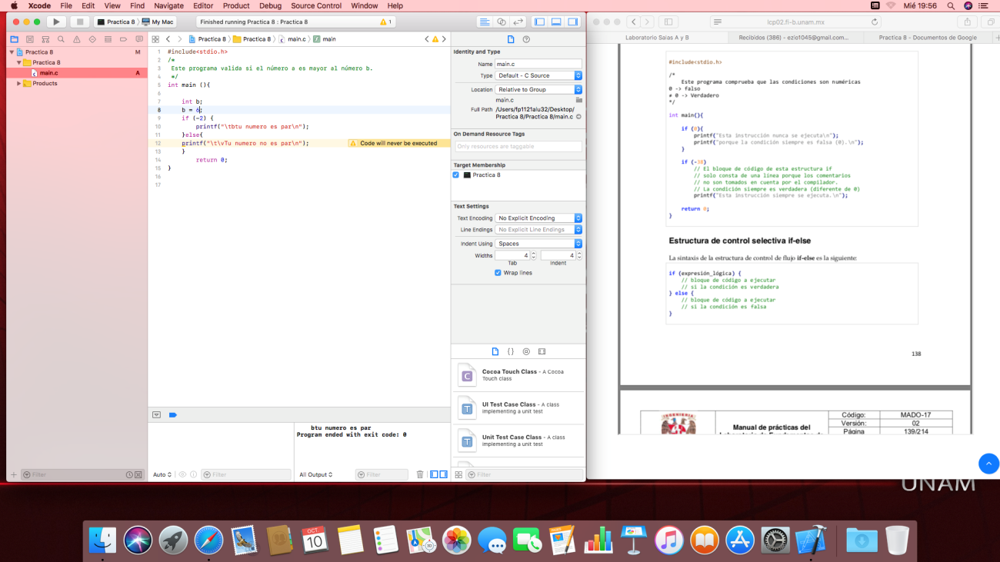 Xcode File Edit View Find Navigate Editor Product Debug Source Control Window Help
Mié 19:56
Practica 8 〉 My Mac
Finished running Practica 8 : Practica 8
1
Practica 8 M
Practica 8
main.c A
Products
Filter
Practica 8 〉 Practica 8 〉 main.c 〉 main
1 #include<stdio.h>
2 /*
3 Este programa valida si el número a es mayor al número b.
4 */
5 int main (){
6
7 int b;
8 b = 6;
9 if (-2) {
10 printf("\tbtu numero es par\n");
11 }else{
12 printf("\t\vTu numero no es par\n"); Code will never be executed
13 }
14 return 0;
15 }
16
17
Auto
Filter
btu numero es par
Program ended with exit code: 0
All Output
Filter
Identity and Type
Name main.c
Type Default - C Source
Location Relative to Group
main.c
Full Path /Users/fp1121alu32/Desktop/
Practica 8/Practica 8/main.c
On Demand Resource Tags
Only resources are taggable
Target Membership
Practica 8
Text Settings
Text Encoding No Explicit Encoding
Line Endings No Explicit Line Endings
Indent Using Spaces
Widths 4 4
Tab Indent
Wrap lines
{ }
C Cocoa Touch Class - A Cocoa
Touch class
T UI Test Case Class - A class
implementing a unit test
T Unit Test Case Class - A class
implementing a unit test
Filter
icp02.fi-b.unam.mx
Laboratorio Salas A y B
Recibidos (386) - ezio1045@gmail.com...
Practica 8 - Documentos de Google
#include<stdio.h>
/*
Este programa comprueba que las condiciones son numéricas
0 -> falso
≠ 0 -> Verdadero
*/
int main(){
if (0){
printf("Esta instrucción nunca se ejecuta\n");
printf("porque la condición siempre es falsa (0).\n");
}
if (-38)
// El bloque de código de esta estructura if
// solo consta de una línea porque los comentarios
// no son tomados en cuenta por el compilador.
// La condición siempre es verdadera (diferente de 0)
printf("Esta instrucción siempre se ejecuta.\n");
return 0;
}
Estructura de control selectiva if-else
La sintaxis de la estructura de control de flujo if-else es la siguiente:
if (expresión_lógica) {
// bloque de código a ejecutar
// si la condición es verdadera
} else {
// bloque de código a ejecutar
// si la condición es falsa
}
138
INGENIERIA
Manual de prácticas del
Código: MADO-17
Versión: 02
Página 139/214
UNAM
OCT
10
3D